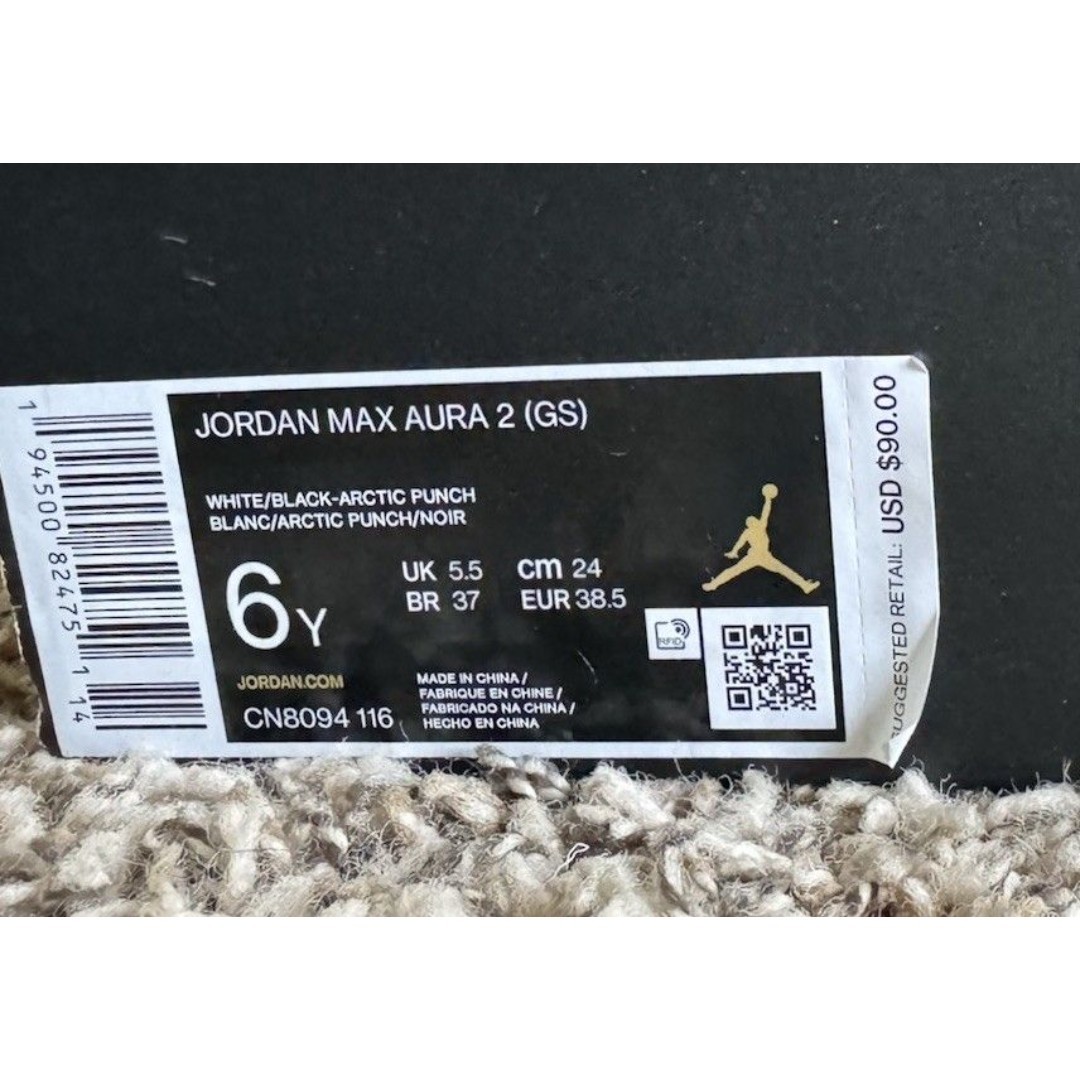 JORDAN MAX AURA 2 (GS)
WHITE/BLACK-ARCTIC PUNCH
BLANC/ARCTIC PUNCH/NOIR
6Y
UK 5.5 cm 24
BR 37 EUR 38.5
JORDAN.COM
CN8094 116
MADE IN CHINA /
FABRIQUE EN CHINE /
FABRICADO NA CHINA /
HECHO EN CHINA
RFID
SUGGESTED RETAIL: USD $90.00
1 94500 82475 1 14